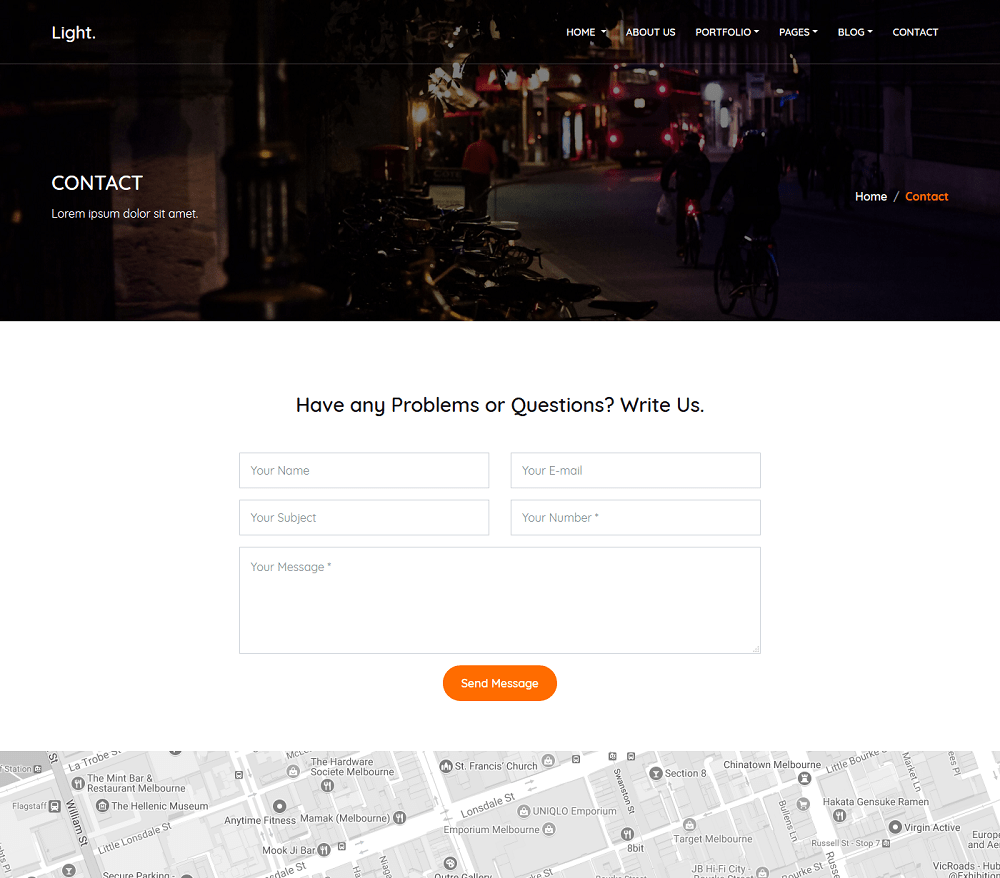 Light.
HOME
ABOUT US
PORTFOLIO
PAGES
BLOG
CONTACT
CONTACT
Lorem ipsum dolor sit amet.
Home / Contact
Have any Problems or Questions? Write Us.
Your Name
Your E-mail
Your Subject
Your Number *
Your Message *
Send Message
La Trobe St
The Hardware
Societe Melbourne
St. Francis' Church
Section 8
Chinatown Melbourne
Little Bourke
Market Ln
The Mint Bar &
Restaurant Melbourne
Flagstaff
The Hellenic Museum
William St
Little Lonsdale St
Anytime Fitness
Mamak (Melbourne)
Lonsdale St
UNIQLO Emporium
Emporium Melbourne
Swanston St
8bit
Target Melbourne
Bullens Ln
Hakata Gensuke Ramen
Virgin Active
Russell St - Stop 7
Mook Ji Bar
Secure Parking -
Outre Gallery
JB Hi-Fi City -
VicRoads - Hub
@Exhibition